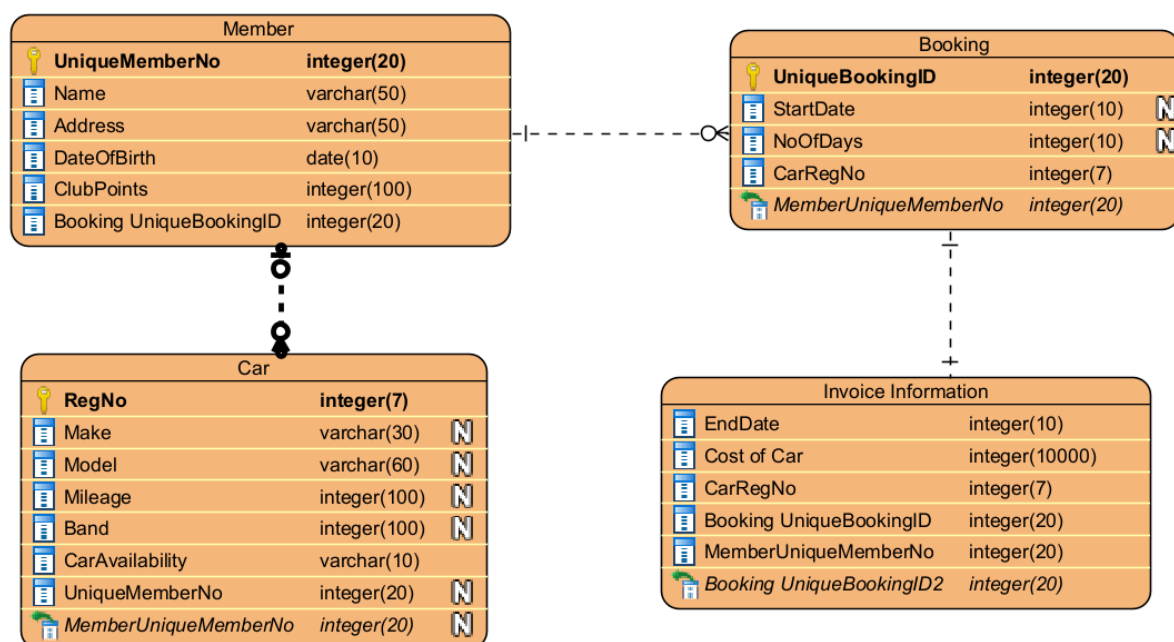 Member
UniqueMemberNo integer(20)
Name varchar(50)
Address varchar(50)
DateOfBirth date(10)
ClubPoints integer(100)
Booking UniqueBookingID integer(20)
Booking
UniqueBookingID integer(20)
StartDate integer(10) N
NoOfDays integer(10) N
CarRegNo integer(7)
MemberUniqueMemberNo integer(20)
Car
RegNo integer(7)
Make varchar(30) N
Model varchar(60) N
Mileage integer(100) N
Band integer(100) N
CarAvailability varchar(10)
UniqueMemberNo integer(20) N
MemberUniqueMemberNo integer(20) N
Invoice Information
EndDate integer(10)
Cost of Car integer(10000)
CarRegNo integer(7)
Booking UniqueBookingID integer(20)
MemberUniqueMemberNo integer(20)
Booking UniqueBookingID2 integer(20)